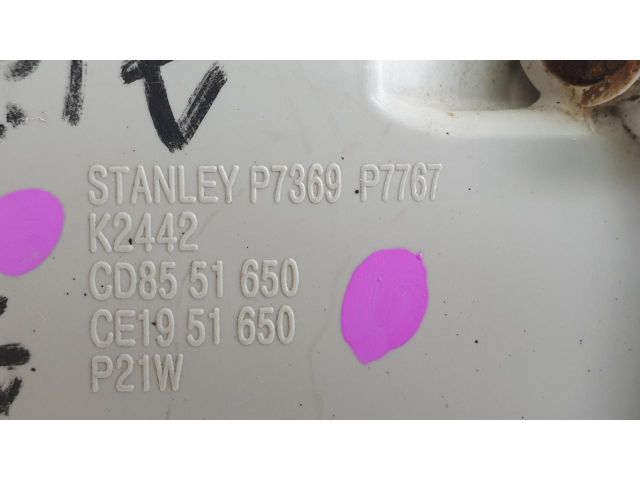 STANLEY P7369 P7767
K2442
CD85 51 650
CE19 51 650
P21W